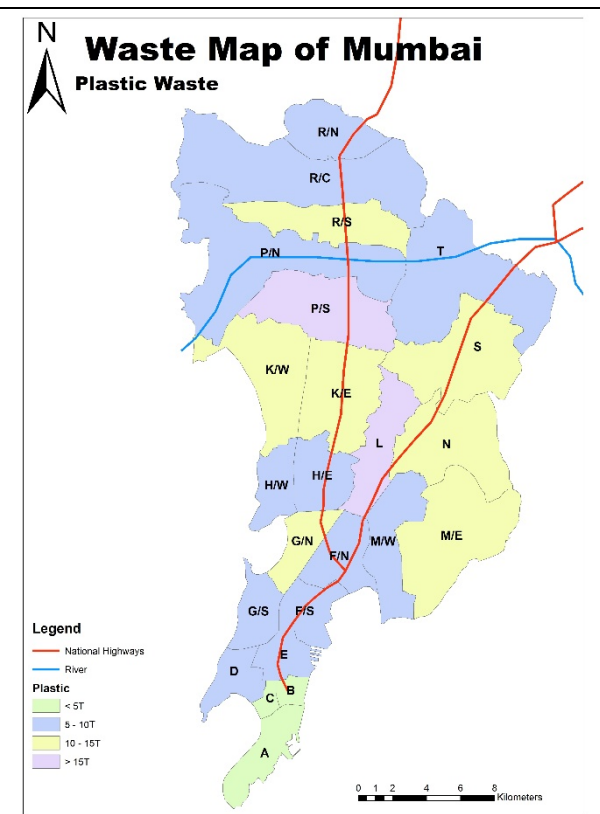 N
Waste Map of Mumbai
Plastic Waste
R/N
R/C
R/S
T
P/N
P/S
S
K/W
K/E
L
N
H/E
H/W
M/E
G/N
M/W
F/N
G/S
F/S
E
D
B
C
A
Legend
National Highways
River
Plastic
< 5T
5 - 10T
10 - 15T
> 15T
0 1 2 4 6 8
Kilometers